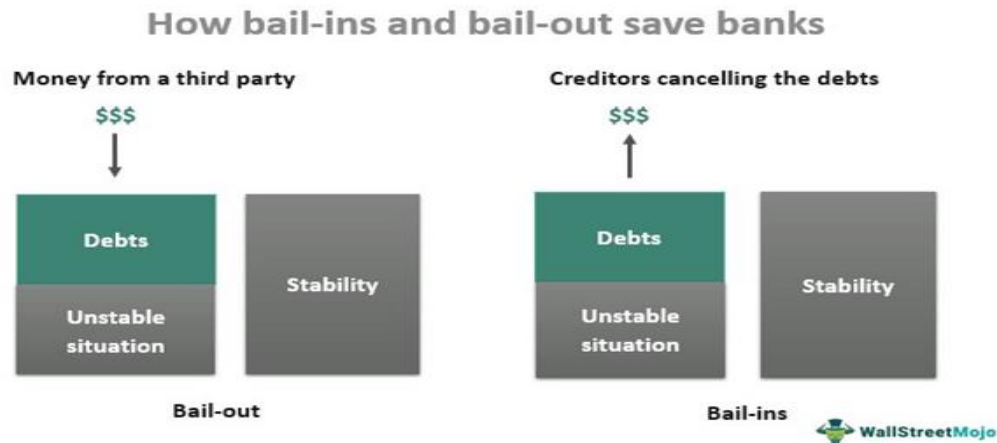 How bail-ins and bail-out save banks
Money from a third party
$$$
Debts
Unstable
situation
Stability
Bail-out
Creditors cancelling the debts
$$$
Debts
Unstable
situation
Stability
Bail-ins
WallStreetMojo